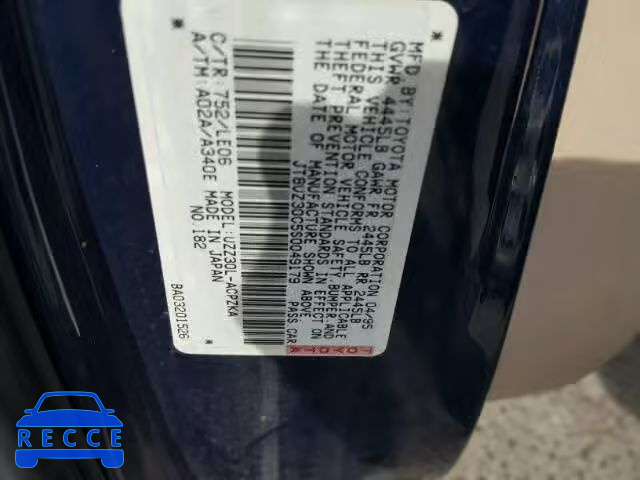 MFD. BY: TOYOTA MOTOR CORPORATION 04/95
GVWR 4445LB GAWR FR 2445LB RR 2445LB
THIS VEHICLE CONFORMS TO ALL APPLICABLE
FEDERAL MOTOR VEHICLE SAFETY, BUMPER, AND
THEFT PREVENTION STANDARDS IN EFFECT ON
THE DATE OF MANUFACTURE SHOWN ABOVE.
JT8UZ30C5S0049179 PASS.CAR
TOYOTA
C/TR: 752/LE06 MODEL: UZZ30L-ACPZKA
A/TM: A02A/A340E MADE IN JAPAN
NO. 182
BA03201526
RECCE